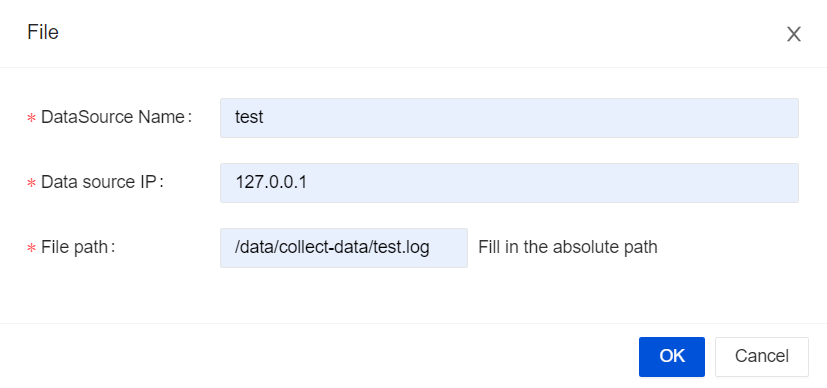 File
* DataSource Name: test
* Data source IP: 127.0.0.1
* File path: /data/collect-data/test.log Fill in the absolute path
OK Cancel